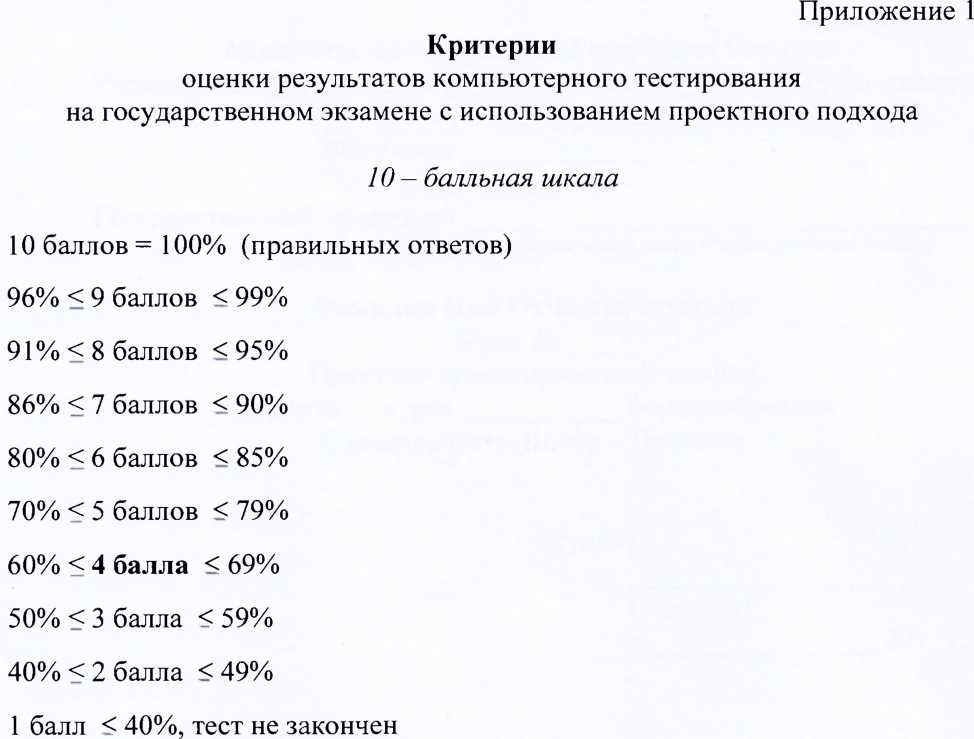 Приложение 1
Критерии
оценки результатов компьютерного тестирования
на государственном экзамене с использованием проектного подхода
10 – балльная шкала
10 баллов = 100% (правильных ответов)
96% ≤ 9 баллов ≤ 99%
91% ≤ 8 баллов ≤ 95%
86% ≤ 7 баллов ≤ 90%
80% ≤ 6 баллов ≤ 85%
70% ≤ 5 баллов ≤ 79%
60% ≤ 4 балла ≤ 69%
50% ≤ 3 балла ≤ 59%
40% ≤ 2 балла ≤ 49%
1 балл ≤ 40%, тест не закончен